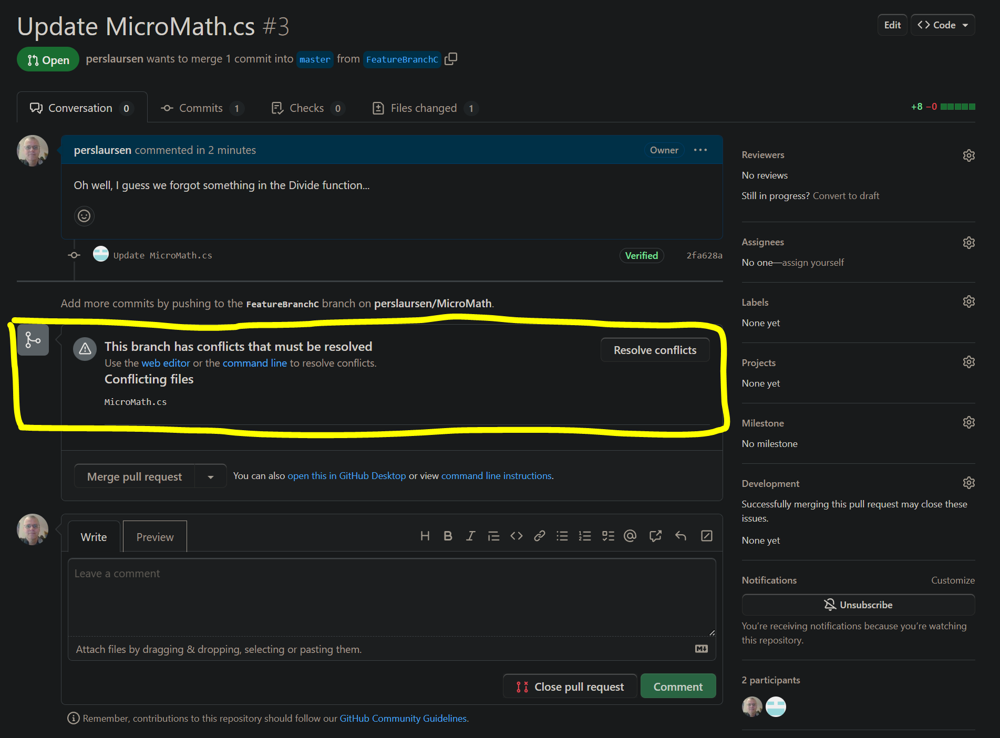 Update MicroMath.cs #3
Edit
Code
Open
perslaursen wants to merge 1 commit into master from FeatureBranchC
Conversation 0
Commits 1
Checks 0
Files changed 1
+8 −0
perslaursen commented in 2 minutes
Owner
Oh well, I guess we forgot something in the Divide function...
Update MicroMath.cs
Verified
2fa628a
Add more commits by pushing to the FeatureBranchC branch on perslaursen/MicroMath.
This branch has conflicts that must be resolved
Use the web editor or the command line to resolve conflicts.
Conflicting files
MicroMath.cs
Resolve conflicts
Merge pull request
You can also open this in GitHub Desktop or view command line instructions.
Write
Preview
Leave a comment
Attach files by dragging & dropping, selecting or pasting them.
Close pull request
Comment
Remember, contributions to this repository should follow our GitHub Community Guidelines.
Reviewers
No reviews
Still in progress? Convert to draft
Assignees
No one—assign yourself
Labels
None yet
Projects
None yet
Milestone
No milestone
Development
Successfully merging this pull request may close these
issues.
None yet
Notifications
Customize
Unsubscribe
You're receiving notifications because you're watching
this repository.
2 participants